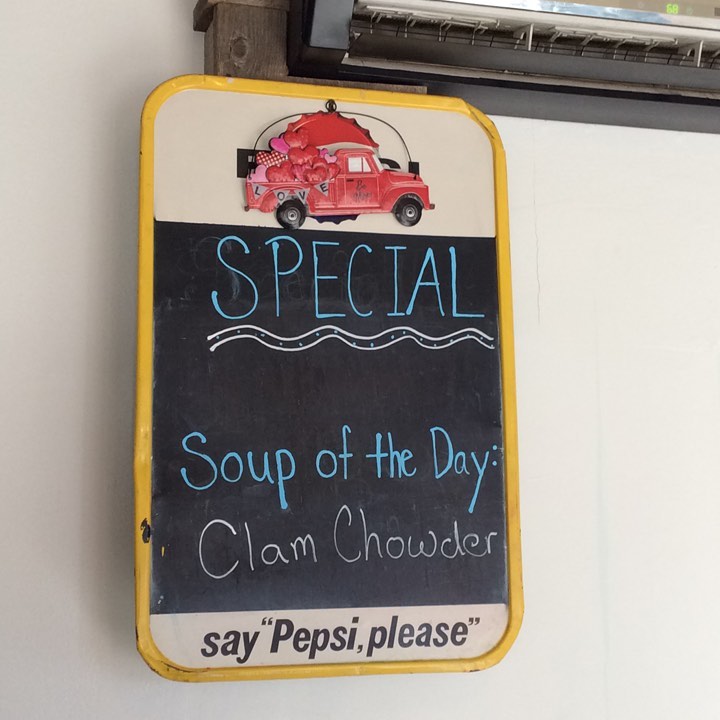 LOVE
SPECIAL
Soup of the Day:
Clam Chowder
say "Pepsi, please"